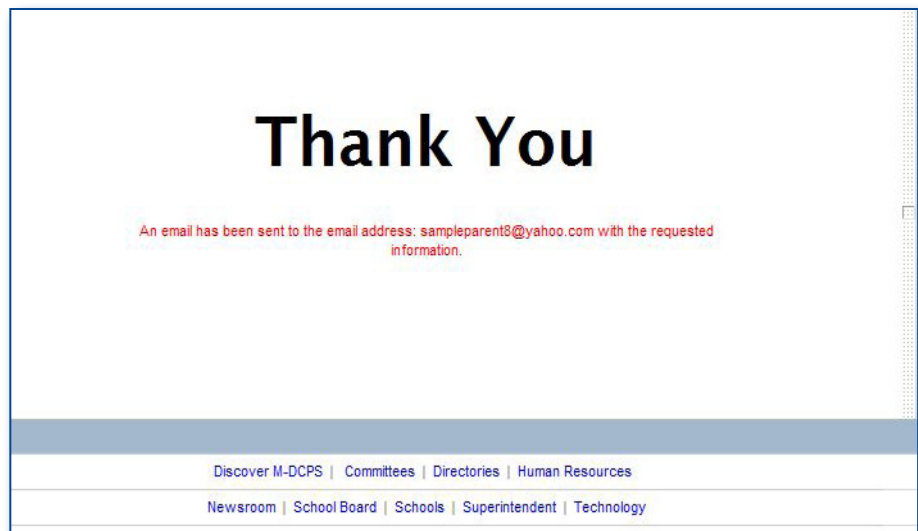 Thank You
An email has been sent to the email address: sampleparent8@yahoo.com with the requested
information.
Discover M-DCPS | Committees | Directories | Human Resources
Newsroom | School Board | Schools | Superintendent | Technology